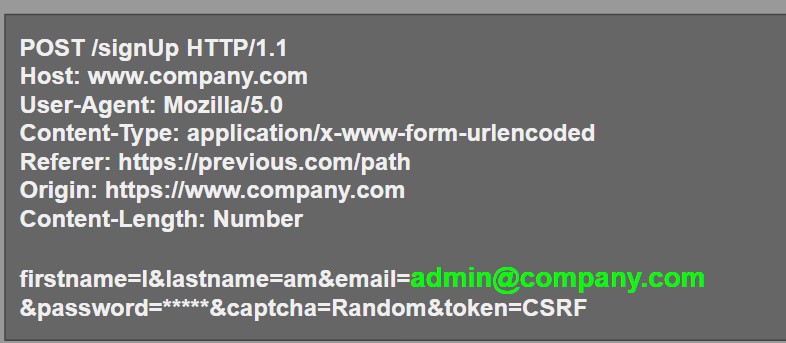 POST /signUp HTTP/1.1
Host: www.company.com
User-Agent: Mozilla/5.0
Content-Type: application/x-www-form-urlencoded
Referer: https://previous.com/path
Origin: https://www.company.com
Content-Length: Number
firstname=I&lastname=am&email=admin@company.com
&password=*****&captcha=Random&token=CSRF